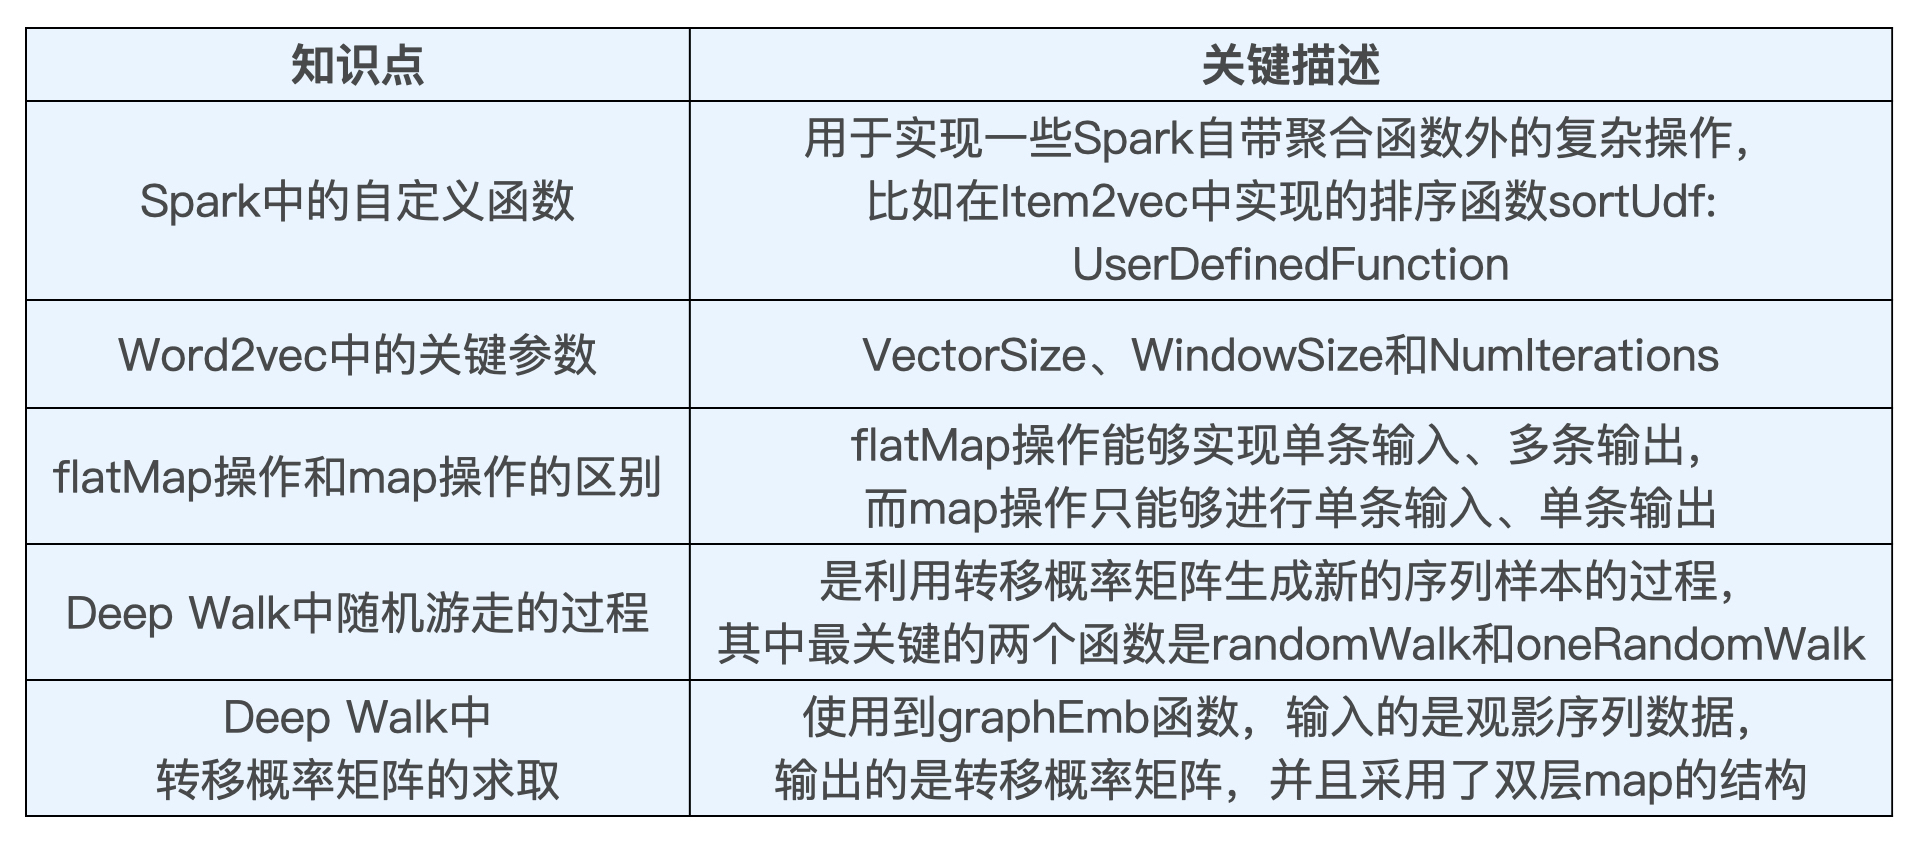 知识点
关键描述
Spark中的自定义函数
用于实现一些Spark自带聚合函数外的复杂操作，
比如在Item2vec中实现的排序函数sortUdf:
UserDefinedFunction
Word2vec中的关键参数
VectorSize、WindowSize和NumIterations
flatMap操作和map操作的区别
flatMap操作能够实现单条输入、多条输出，
而map操作只能够进行单条输入、单条输出
Deep Walk中随机游走的过程
是利用转移概率矩阵生成新的序列样本的过程，
其中最关键的两个函数是randomWalk和oneRandomWalk
Deep Walk中
转移概率矩阵的求取
使用到graphEmb函数，输入的是观影序列数据，
输出的是转移概率矩阵，并且采用了双层map的结构